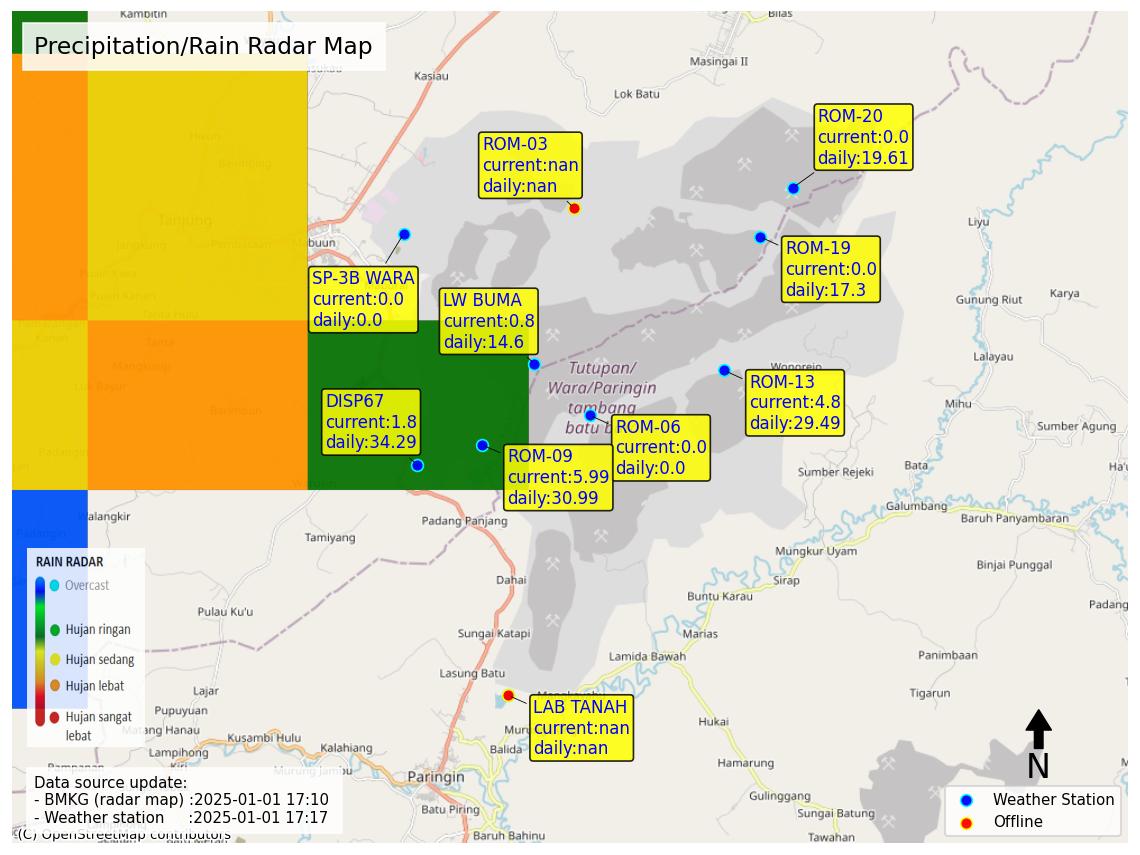 Kambitin
Bilas
Precipitation/Rain Radar Map
Masingai II
Kasiau
Lok Batu
ROM-20
current:0.0
daily:19.61
ROM-03
current:nan
daily:nan
Tanjung
Liyu
Mabuun
ROM-19
current:0.0
daily:17.3
SP-3B WARA
current:0.0
daily:0.0
LW BUMA
current:0.8
daily:14.6
Gunung Riut
Karya
Lalayau
Wonorejo
Tutupan/
Wara/Paringin
tambang
batu b
ROM-13
current:4.8
daily:29.49
Mihu
DISP67
current:1.8
daily:34.29
ROM-06
current:0.0
daily:0.0
Sumber Agung
ROM-09
current:5.99
daily:30.99
Bata
Ha'u
Sumber Rejeki
Galumbang
Baruh Panyambaran
Walangkir
Padang Panjang
Tamiyang
Mungkur Uyam
Binjai Punggal
RAIN RADAR
Overcast
Hujan ringan
Hujan sedang
Hujan lebat
Hujan sangat
lebat
Dahai
Sirap
Buntu Karau
Padang
Pulau Ku'u
Sungai Katapi
Marias
Lamida Bawah
Panimbaan
Lasung Batu
Lajar
Tigarun
Pupuyuan
LAB TANAH
current:nan
daily:nan
Matang Hanau
Kusambi Hulu
Hukai
Lampihong
Kalahiang
Balida
Hamarung
Murung Jambu
Paringin
N
Data source update:
- BMKG (radar map) :2025-01-01 17:10
- Weather station :2025-01-01 17:17
Gulinggang
Weather Station
Offline
Batu Piring
Sungai Batung
(C) OpenStreetMap contributors
Baruh Bahinu
Tawahan